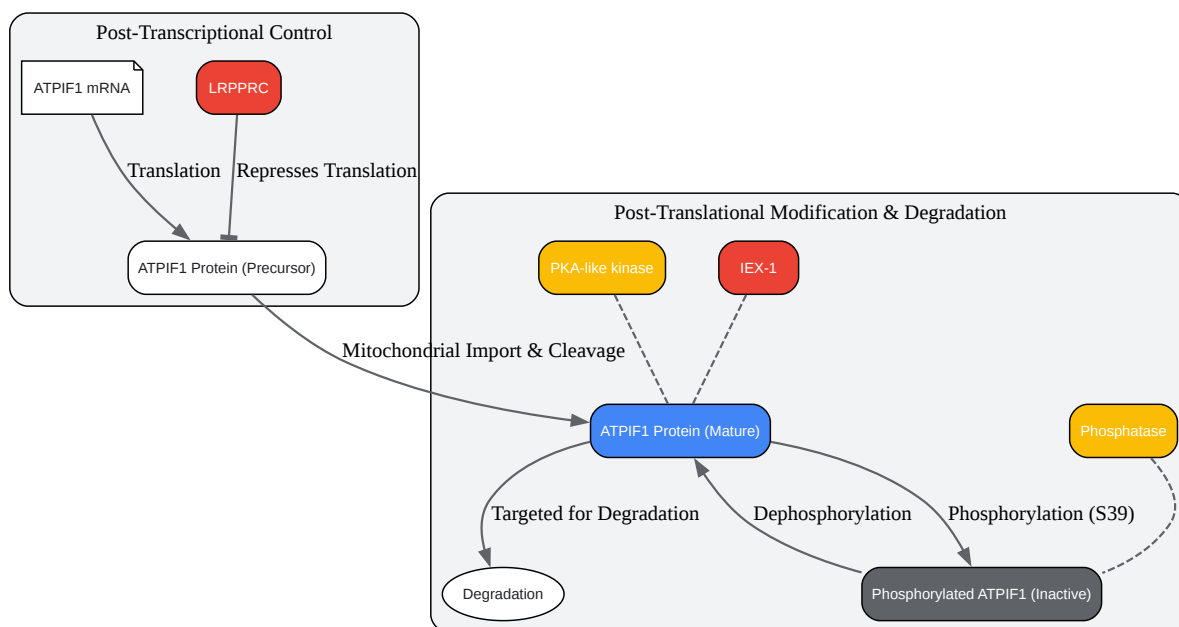 Post-Transcriptional Control
ATPIF1 mRNA
LRPPRC
Translation
Represses Translation
ATPIF1 Protein (Precursor)
Post-Translational Modification & Degradation
PKA-like kinase
IEX-1
Mitochondrial Import & Cleavage
ATPIF1 Protein (Mature)
Phosphatase
Targeted for Degradation
Dephosphorylation
Phosphorylation (S39)
Degradation
Phosphorylated ATPIF1 (Inactive)